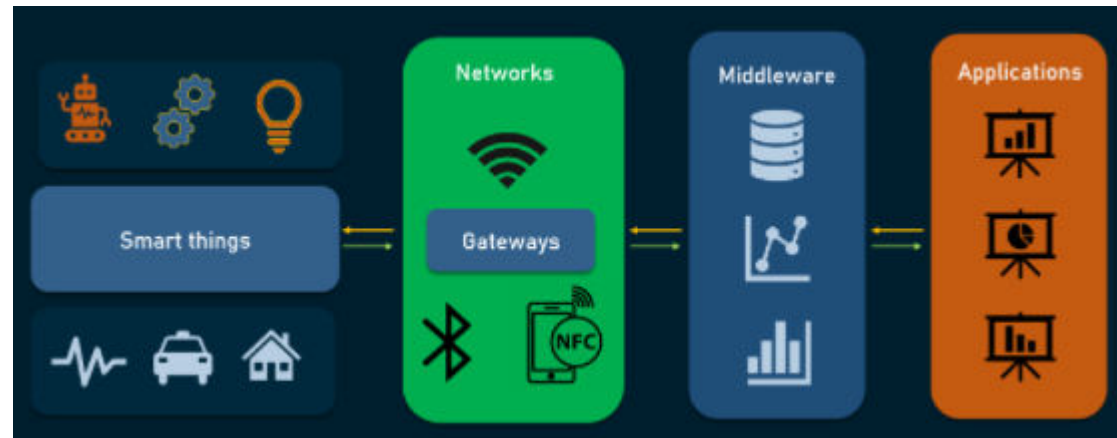 Smart things
Networks
Gateways
NFC
Middleware
Applications